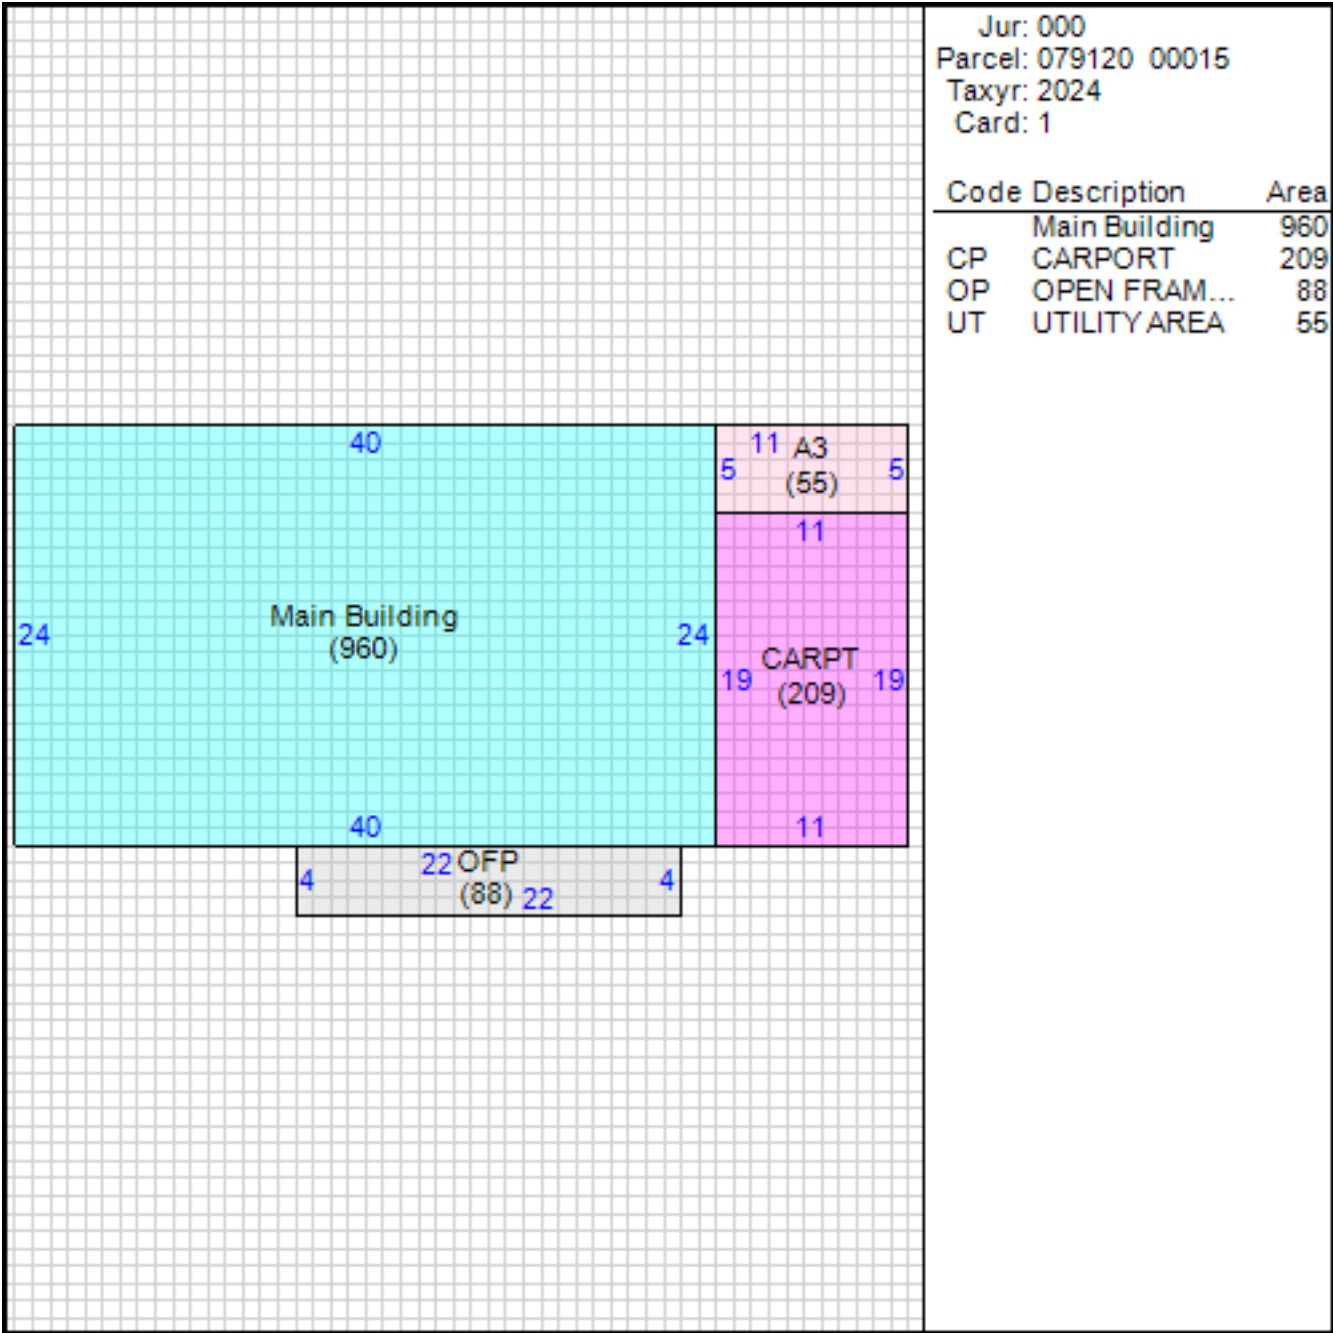 Jur: 000
Parcel: 079120 00015
Taxyr: 2024
Card: 1
Code Description Area
Main Building 960
CP CARPORT 209
OP OPEN FRAM... 88
UT UTILITY AREA 55
40
11 A3
5 5
(55)
11
Main Building
24 24
(960)
CARPT
19 19
(209)
40
11
22 OFP
4 4
(88) 22